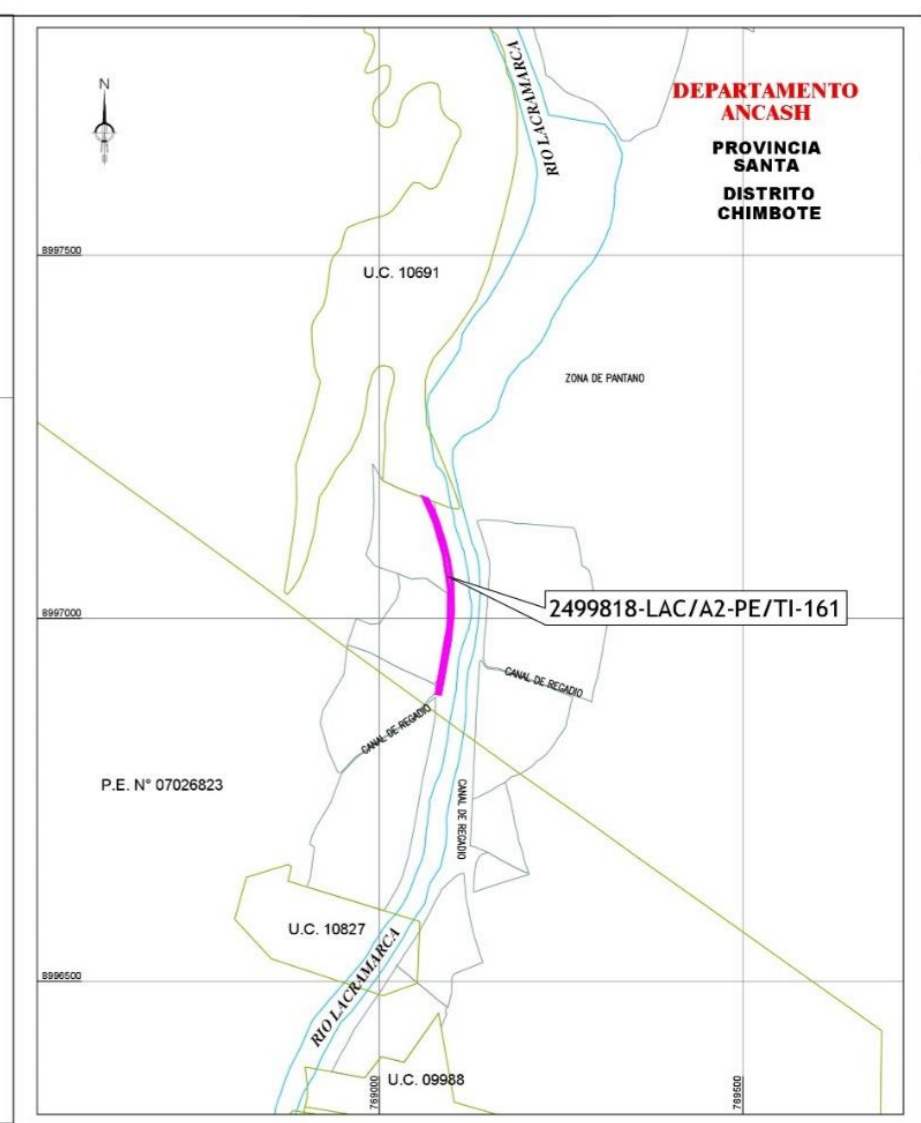 N
RIO LACRAMARCA
DEPARTAMENTO
ANCASH
PROVINCIA
SANTA
DISTRITO
CHIMBOTE
8997500
U.C. 10691
ZONA DE PANTANO
2499818-LAC/A2-PE/TI-161
8997000
CANAL DE REGADIO
CANAL DE REGADIO
P.E. N° 07026823
CANAL DE REGADIO
U.C. 10827
RIO LACRAMARCA
8996500
U.C. 09988
769000
769500